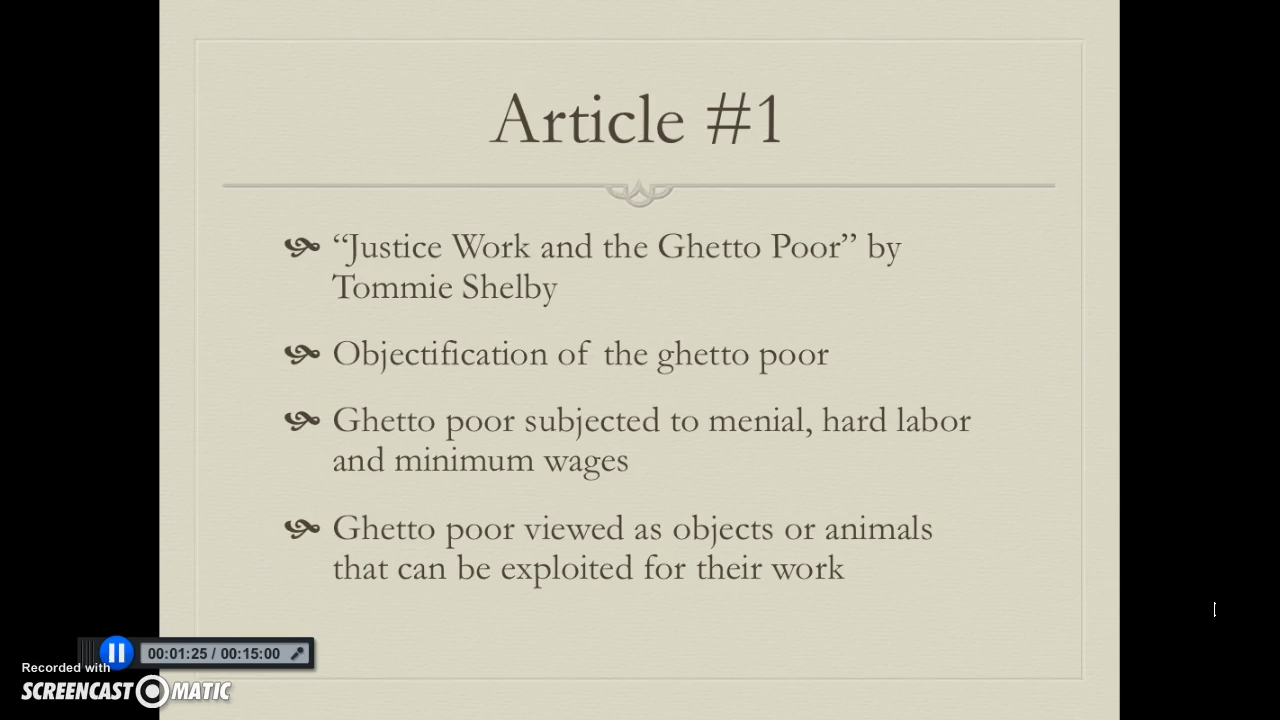 Article #1
“Justice Work and the Ghetto Poor” by
Tommie Shelby
Objectification of the ghetto poor
Ghetto poor subjected to menial, hard labor
and minimum wages
Ghetto poor viewed as objects or animals
that can be exploited for their work
00:01:25 / 00:15:00
Recorded with
SCREENCAST O MATIC